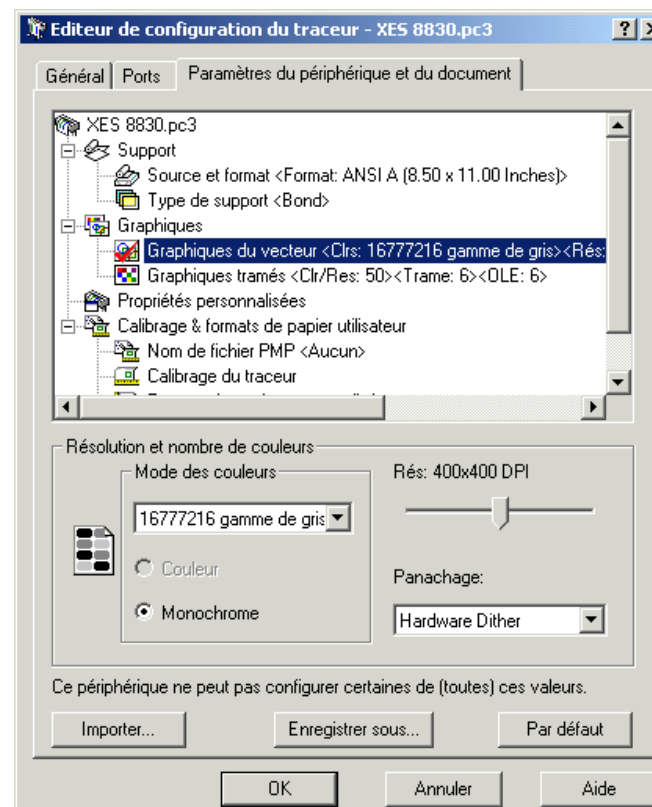 Editeur de configuration du traceur - XES 8830.pc3
Général
Ports
Paramètres du périphérique et du document
XES 8830.pc3
Support
Source et format <Format: ANSI A (8.50 x 11.00 Inches)>
Type de support <Bond>
Graphiques
Graphiques du vecteur <Clrs: 16777216 gamme de gris><Rés:
Graphiques tramés <Clr/Res: 50><Trame: 6><OLE: 6>
Propriétés personnalisées
Calibrage & formats de papier utilisateur
Nom de fichier PMP <Aucun>
Calibrage du traceur
Résolution et nombre de couleurs
Mode des couleurs
16777216 gamme de gris
Couleur
Monochrome
Rés: 400x400 DPI
Panachage:
Hardware Dither
Ce périphérique ne peut pas configurer certaines de (toutes) ces valeurs.
Importer...
Enregistrer sous...
Par défaut
OK
Annuler
Aide